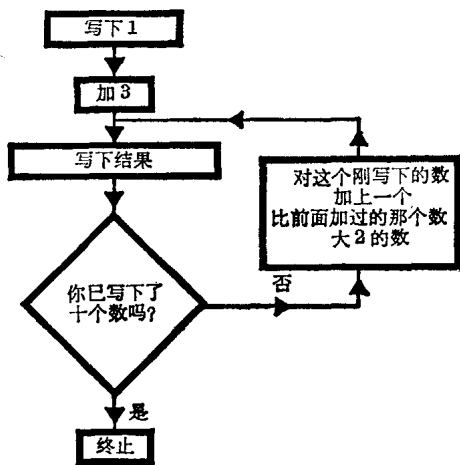 写下1
加3
写下结果
对这个刚写下的数
加上一个
比前面加过的那个数
大2的数
你已写下了
十个数吗？
否
是
终止